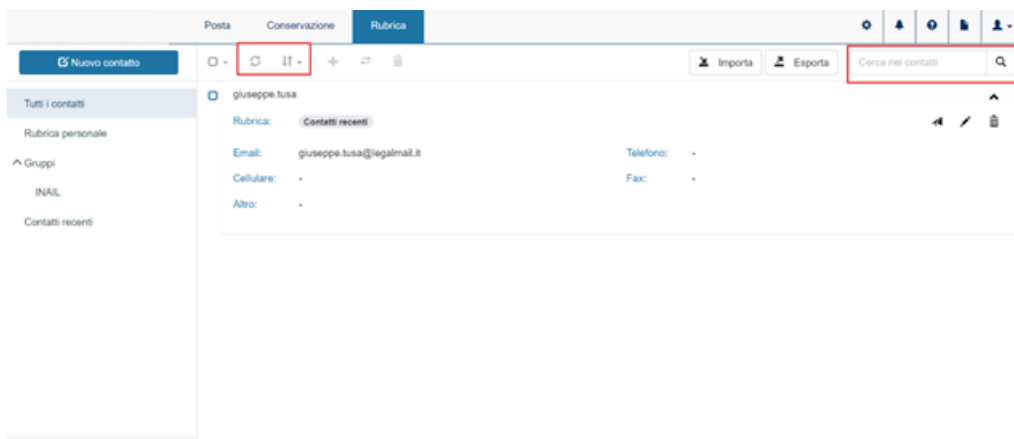 Posta Conservazione Rubrica
Nuovo contatto
Importa Esporta Cerca nei contatti
Tutti i contatti
Rubrica personale
Gruppi
INAIL
Contatti recenti
giuseppe.tusa
Rubrica: Contatti recenti
Email: giuseppe.tusa@legalmail.it Telefono: -
Cellulare: - Fax: -
Altro: -